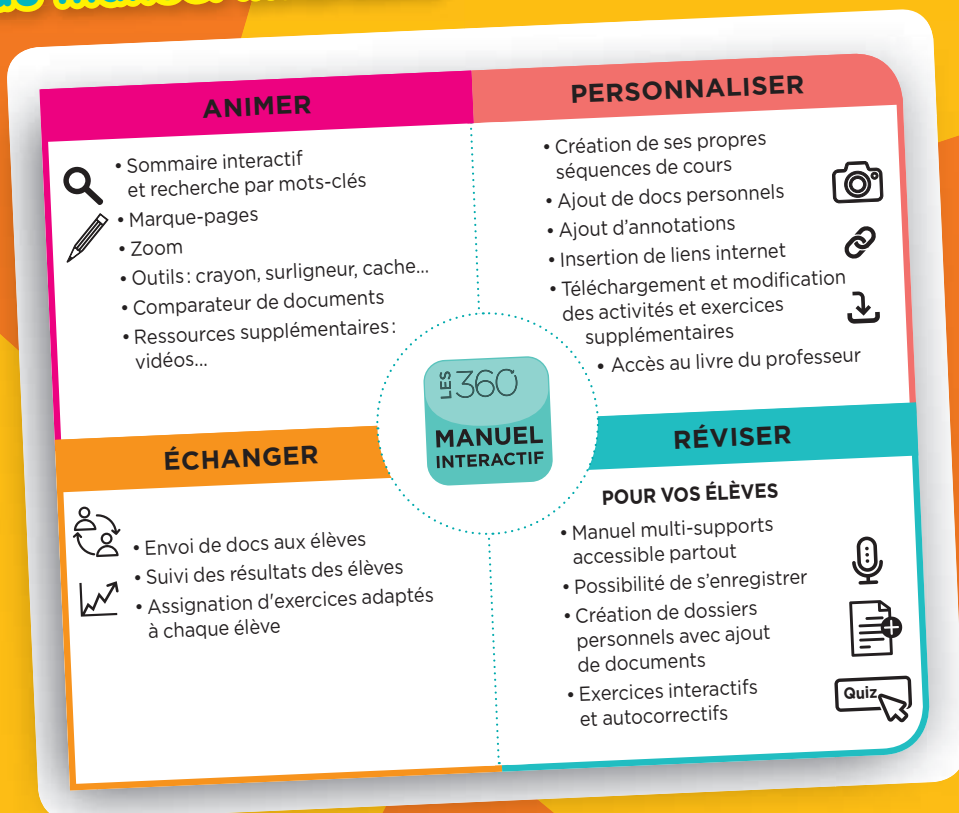 ANIMER
• Sommaire interactif
et recherche par mots-clés
• Marque-pages
• Zoom
• Outils : crayon, surligneur, cache...
• Comparateur de documents
• Ressources supplémentaires :
vidéos...
PERSONNALISER
• Création de ses propres
séquences de cours
• Ajout de docs personnels
• Ajout d'annotations
• Insertion de liens internet
• Téléchargement et modification
des activités et exercices
supplémentaires
• Accès au livre du professeur
LES 360
MANUEL
INTERACTIF
ÉCHANGER
• Envoi de docs aux élèves
• Suivi des résultats des élèves
• Assignation d'exercices adaptés
à chaque élève
RÉVISER
POUR VOS ÉLÈVES
• Manuel multi-supports
accessible partout
• Possibilité de s'enregistrer
• Création de dossiers
personnels avec ajout
de documents
• Exercices interactifs
et autocorrectifs
Quiz